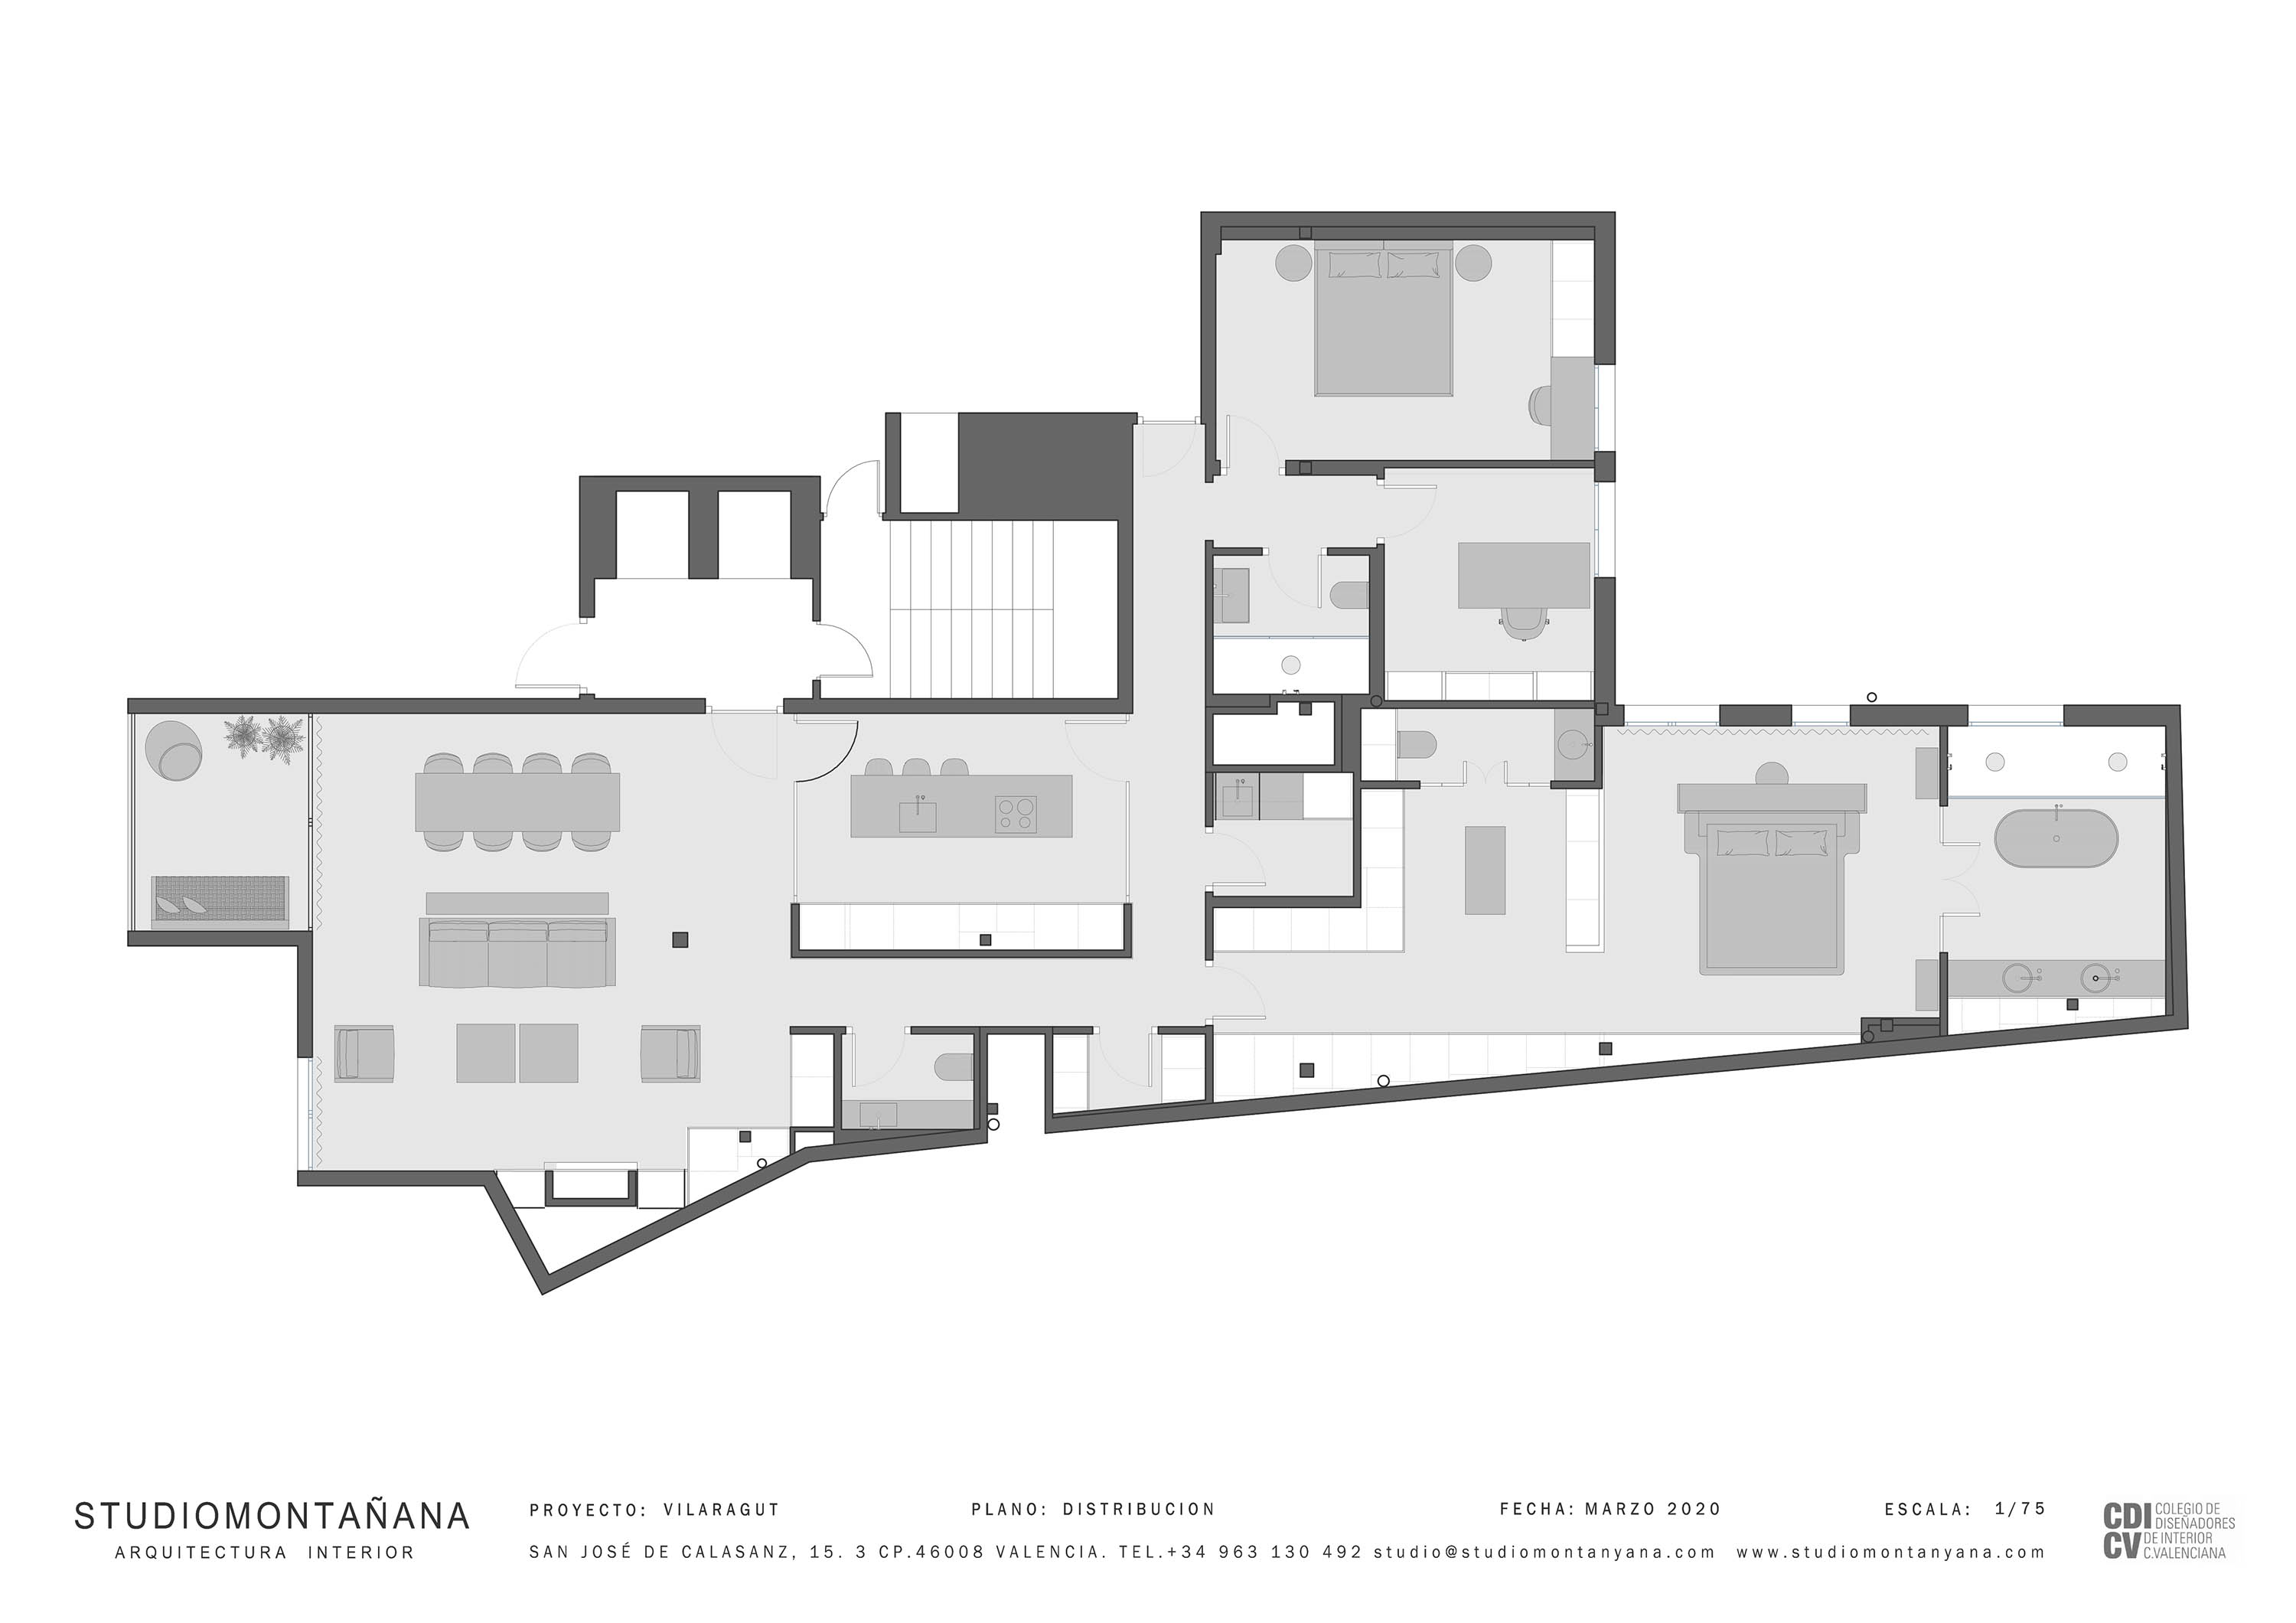 STUDIOMONTAÑANA
ARQUITECTURA INTERIOR
PROYECTO: VILARAGUT PLANO: DISTRIBUCION FECHA: MARZO 2020 ESCALA: 1/75
SAN JOSÉ DE CALASANZ, 15. 3 CP.46008 VALENCIA. TEL.+34 963 130 492 studio@studiomontanyana.com www.studiomontanyana.com
CDI COLEGIO DE
DISEÑADORES
CV DE INTERIOR
C.VALENCIANA